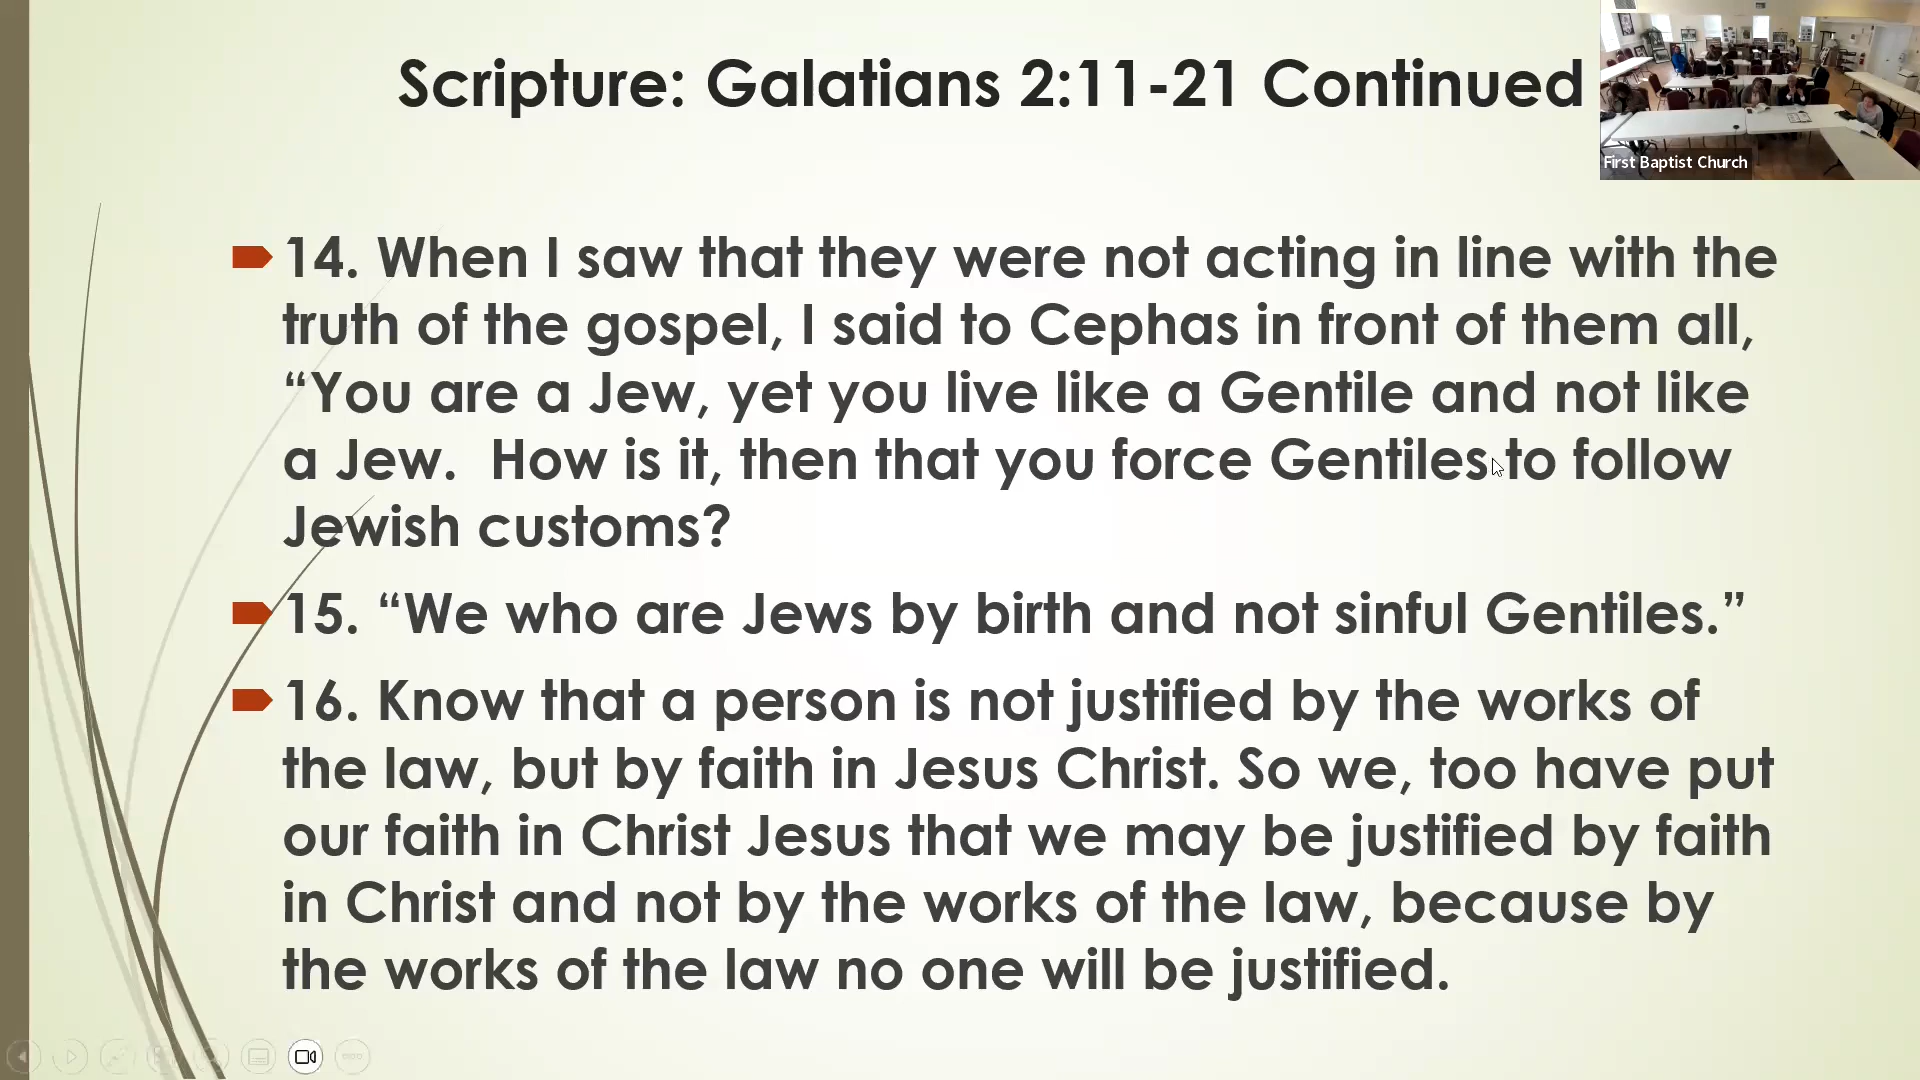 Scripture: Galatians 2:11-21 Continued
First Baptist Church
14. When I saw that they were not acting in line with the
truth of the gospel, I said to Cephas in front of them all,
“You are a Jew, yet you live like a Gentile and not like
a Jew.  How is it, then that you force Gentiles to follow
Jewish customs?
15. “We who are Jews by birth and not sinful Gentiles.”
16. Know that a person is not justified by the works of
the law, but by faith in Jesus Christ. So we, too have put
our faith in Christ Jesus that we may be justified by faith
in Christ and not by the works of the law, because by
the works of the law no one will be justified.